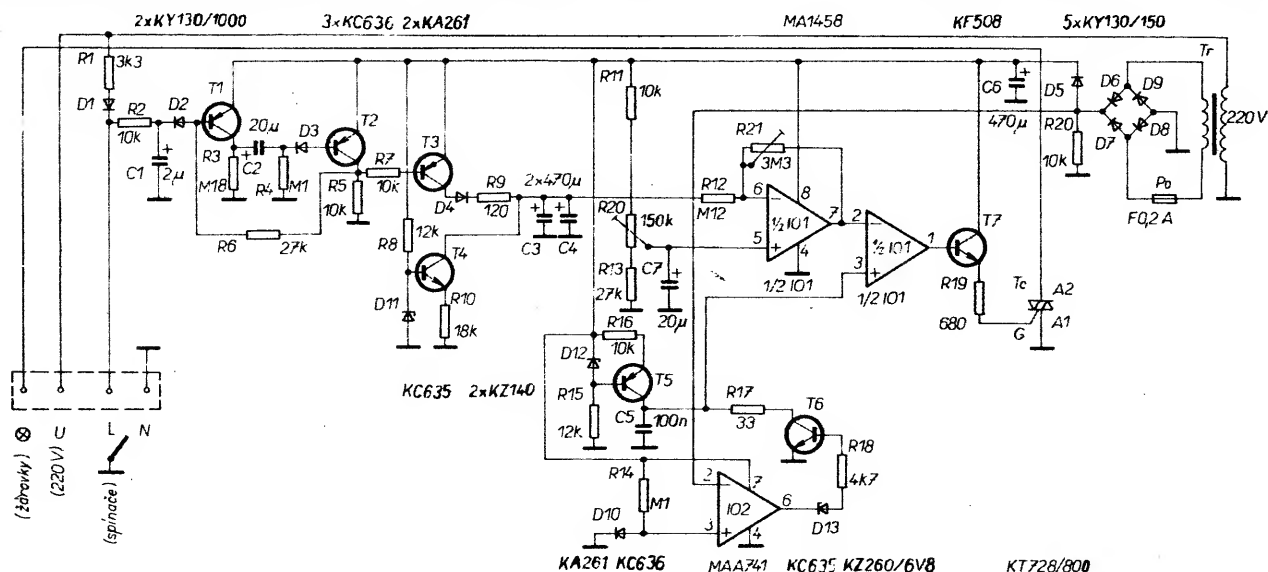 2xKY130/1000 3xKC636 2xKA261 MA1458 KF508 5xKY130/150
R1 3k3
D1
R2 10k
D2
T1
C1 + 2µ
R3 M18
20µ + C2
R4 M1
D3
T2
R5 10k
R6 27k
R7 10k
T3
D4
R9 120
2x470µ
+ C3 + C4
R8 12k
T4
D11
R10 18k
R11 10k
R20 150k
R13 27k
C7 + 20µ
R12 M12
R21 3M3
6 − 5 + 8 4 7
½ IO1
1/2 IO1
2 − 3 + 1
½ IO1
1/2 IO1
T7
R19 680
Tc A2 A1 G
C6 + 470µ
D5
R20 10k
D6 D9 D7 D8
Tr
220V
Po
F0,2A
D12
R16 10k
R15 12k
T5
C5 100n
R17 33
T6
R18 4k7
D13
R14 M1
D10
2 − 3 + 7 4 6
IO2
KC635 2xKZ140
⊗ U L N
(žárovky)
(220V)
(spínače)
KA261 KC636 MAA741 KC635 KZ260/6V8 KT728/800